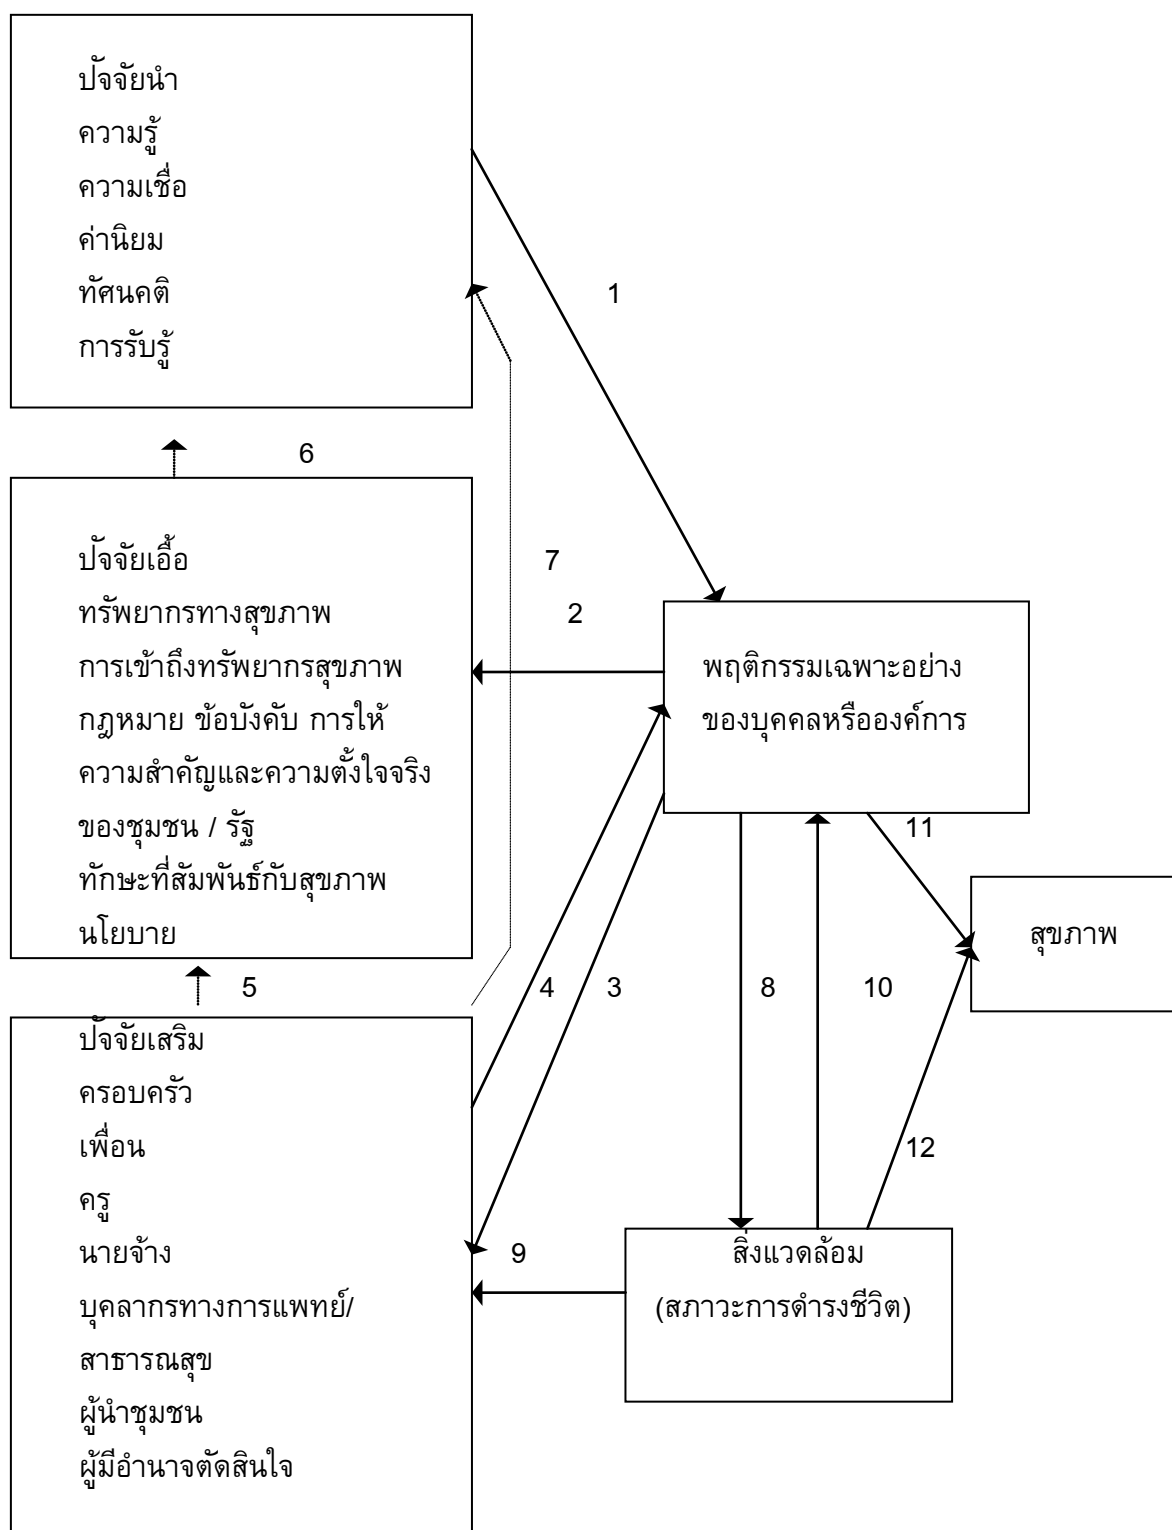 ปัจจัยนำ
ความรู้
ความเชื่อ
ค่านิยม
ทัศนคติ
การรับรู้
1
6
ปัจจัยเอื้อ
ทรัพยากรทางสุขภาพ
การเข้าถึงทรัพยากรสุขภาพ
กฎหมาย ข้อบังคับ การให้
ความสำคัญและความตั้งใจจริง
ของชุมชน / รัฐ
ทักษะที่สัมพันธ์กับสุขภาพ
นโยบาย
7
2
พฤติกรรมเฉพาะอย่าง
ของบุคคลหรือองค์การ
11
สุขภาพ
5
4
3
8
10
12
ปัจจัยเสริม
ครอบครัว
เพื่อน
ครู
นายจ้าง
บุคลากรทางการแพทย์/
สาธารณสุข
ผู้นำชุมชน
ผู้มีอำนาจตัดสินใจ
9
สิ่งแวดล้อม
(สภาวะการดำรงชีวิต)